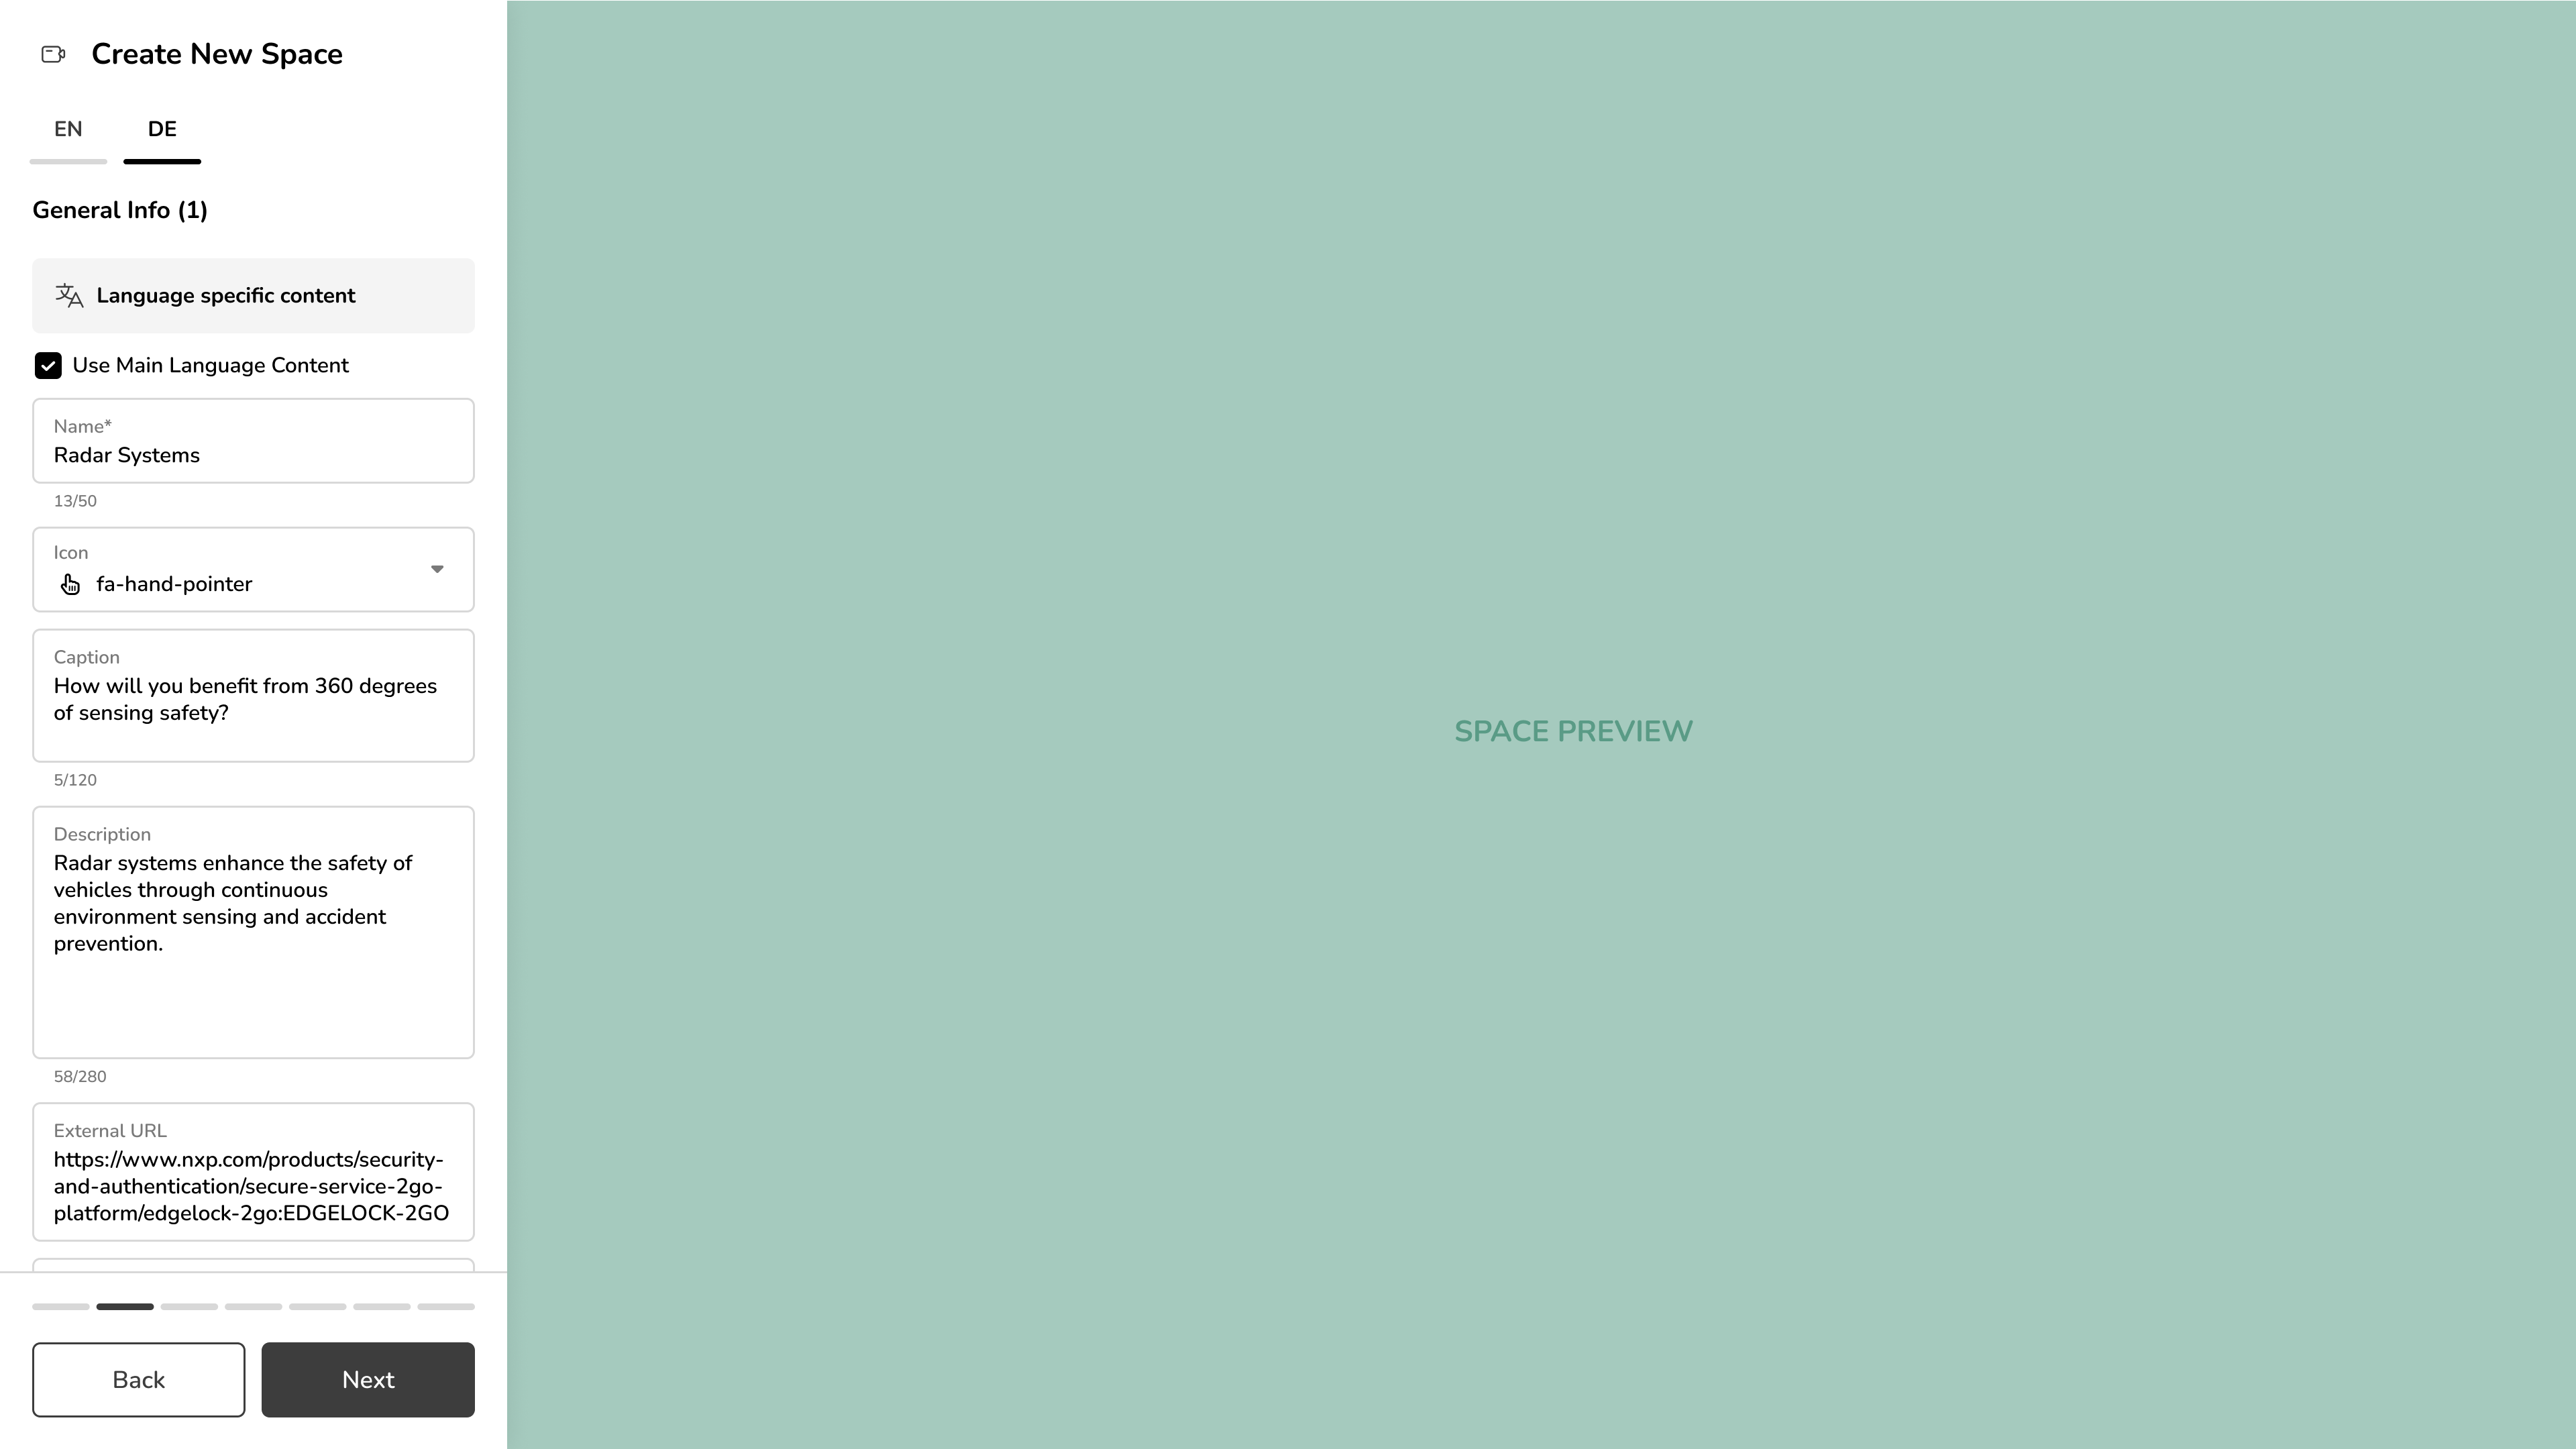 Create New Space
EN DE
General Info (1)
Language specific content
Use Main Language Content
Name*
Radar Systems
13/50
Icon
fa-hand-pointer
Caption
How will you benefit from 360 degrees
of sensing safety?
5/120
Description
Radar systems enhance the safety of
vehicles through continuous
environment sensing and accident
prevention.
58/280
External URL
https://www.nxp.com/products/security-
and-authentication/secure-service-2go-
platform/edgelock-2go:EDGELOCK-2GO
Back Next
SPACE PREVIEW